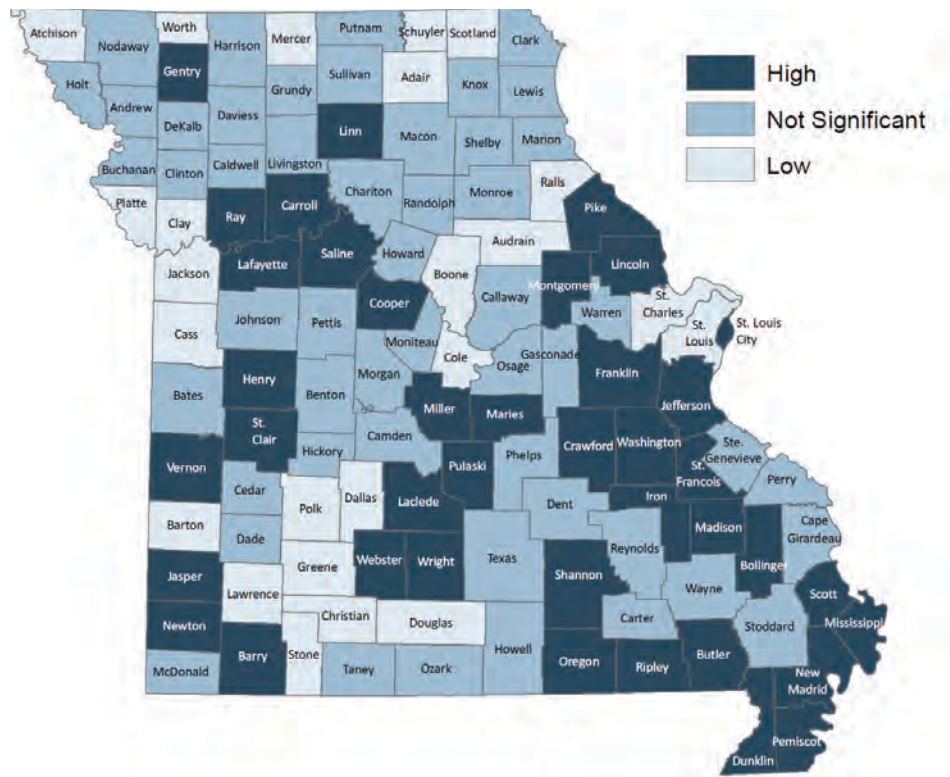 Atchison
Nodaway
Worth
Harrison
Mercer
Putnam
Schuyler
Scotland
Clark
Gentry
Holt
Sullivan
Adair
Knox
Lewis
Grundy
Andrew
DeKalb
Daviess
Linn
Macon
Shelby
Marion
Buchanan
Clinton
Caldwell
Livingston
Chariton
Randolph
Monroe
Ralls
Platte
Clay
Ray
Carroll
Pike
Audrain
Jackson
Lafayette
Saline
Howard
Boone
Callaway
Montgomery
Lincoln
Cooper
Warren
St.
Charles
St.
Louis
St. Louis
City
Cass
Johnson
Pettis
Moniteau
Cole
Osage
Gasconade
Franklin
Jefferson
Morgan
Bates
Henry
Benton
Miller
Maries
St.
Clair
Camden
Hickory
Vernon
Pulaski
Phelps
Crawford
Washington
Ste.
Genevieve
St.
Francois
Perry
Cedar
Polk
Dallas
Laclede
Dent
Iron
Madison
Cape
Girardeau
Barton
Dade
Webster
Wright
Texas
Reynolds
Bollinger
Jasper
Greene
Shannon
Wayne
Scott
Lawrence
Christian
Douglas
Carter
Stoddard
Mississippi
Newton
Barry
Stone
Taney
Ozark
Howell
Oregon
Ripley
Butler
New
Madrid
McDonald
Dunklin
Pemiscot
High
Not Significant
Low